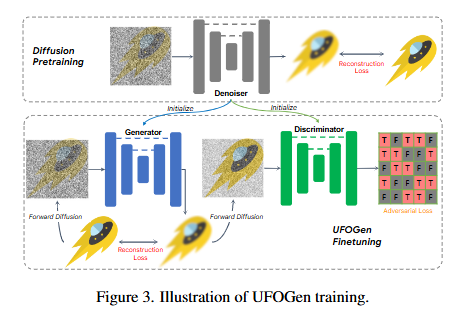 Diffusion
Pretraining
Denoiser
Reconstruction
Loss
Initialize
Initialize
Generator
Discriminator
Forward Diffusion
Reconstruction
Loss
Forward Diffusion
Adversarial Loss
UFOGen
Finetuning
Figure 3. Illustration of UFOGen training.